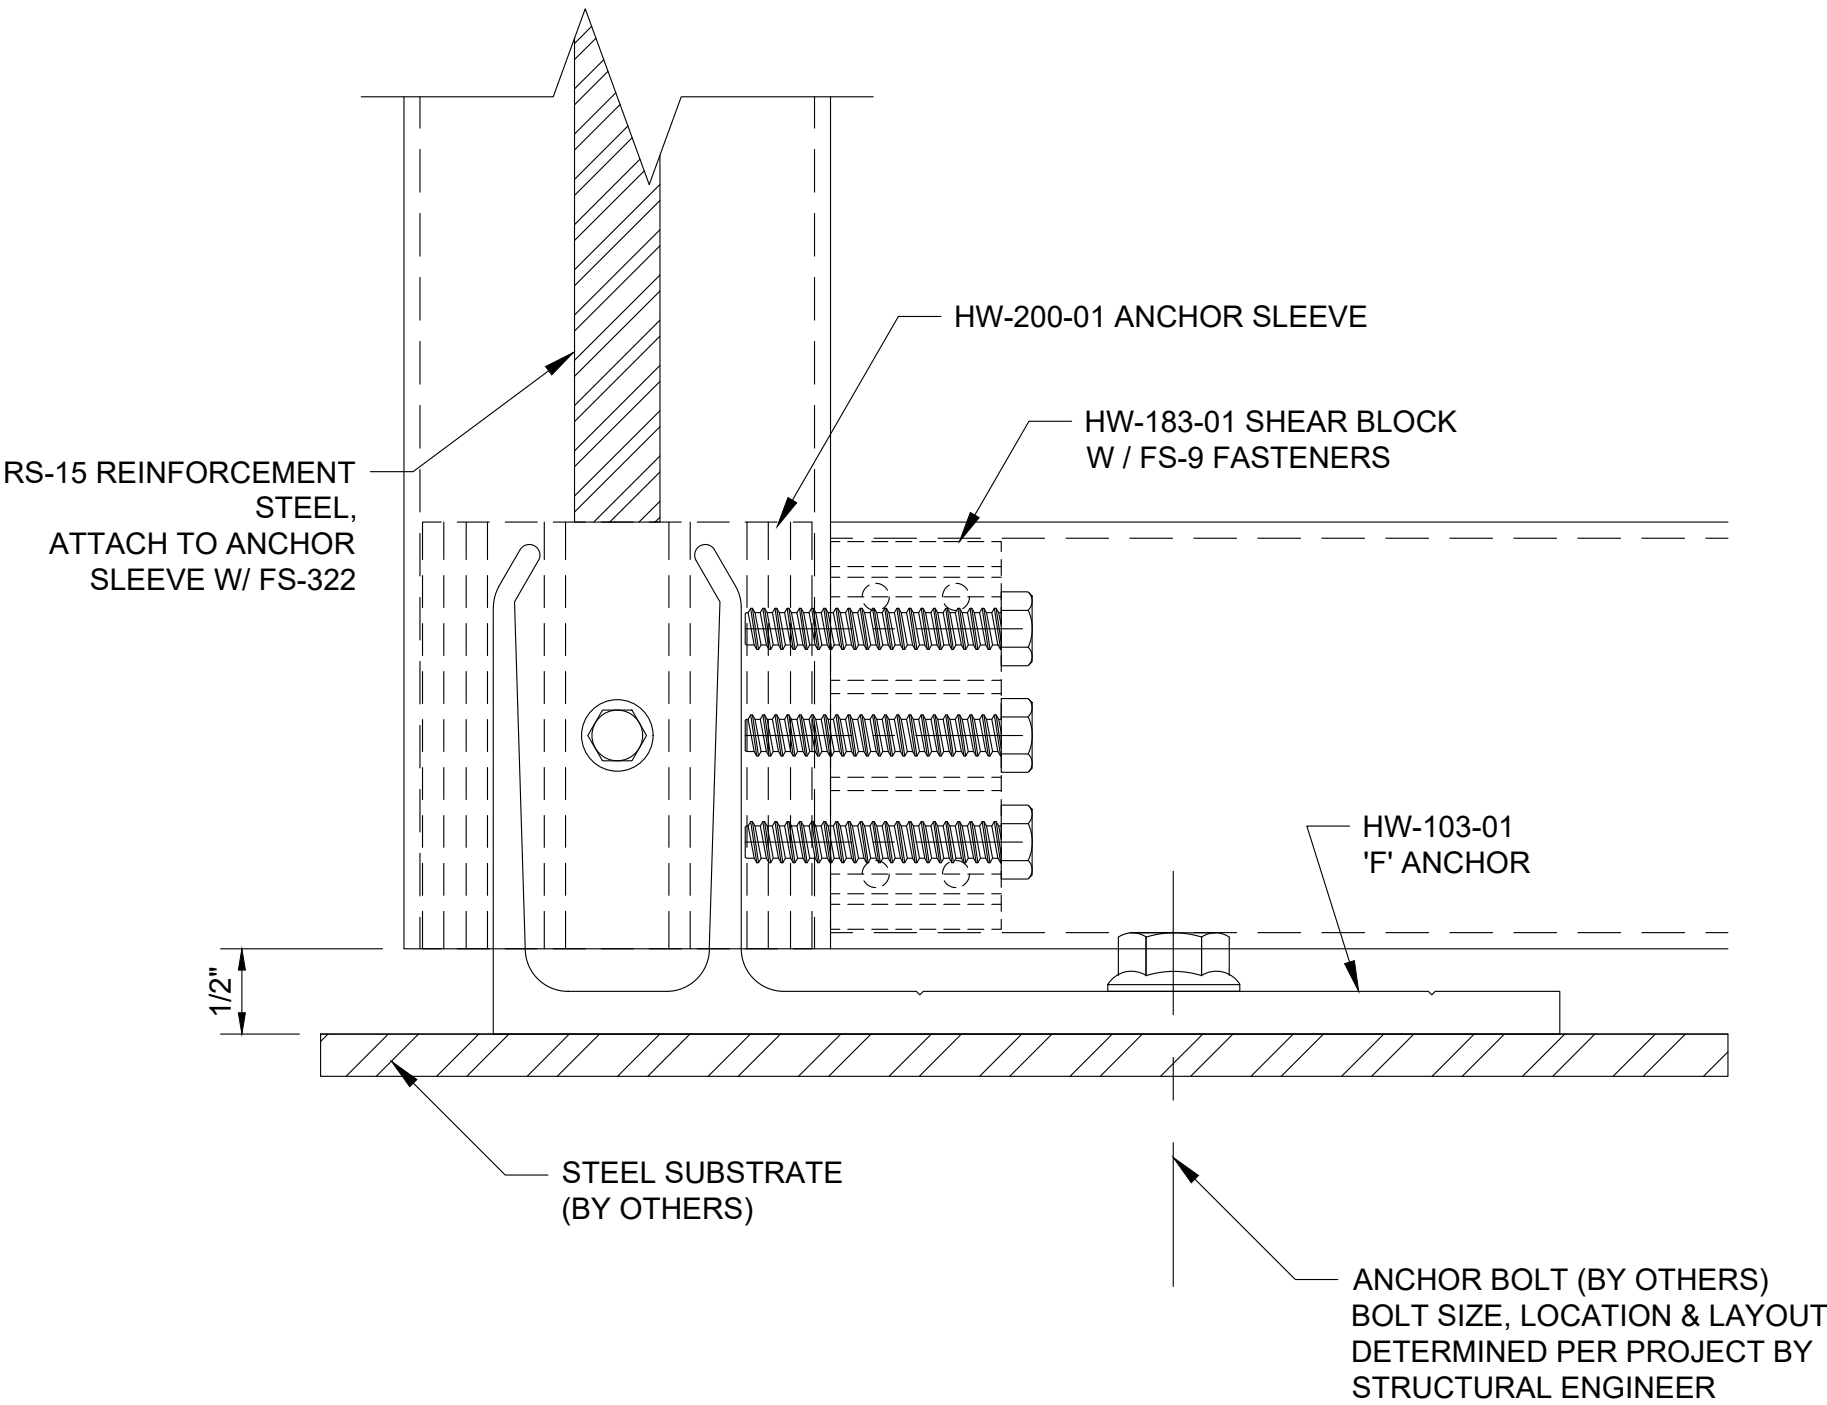 HW-200-01 ANCHOR SLEEVE
HW-183-01 SHEAR BLOCK
W / FS-9 FASTENERS
RS-15 REINFORCEMENT
STEEL,
ATTACH TO ANCHOR
SLEEVE W/ FS-322
HW-103-01
'F' ANCHOR
1/2"
STEEL SUBSTRATE
(BY OTHERS)
ANCHOR BOLT (BY OTHERS)
BOLT SIZE, LOCATION & LAYOUT
DETERMINED PER PROJECT BY
STRUCTURAL ENGINEER